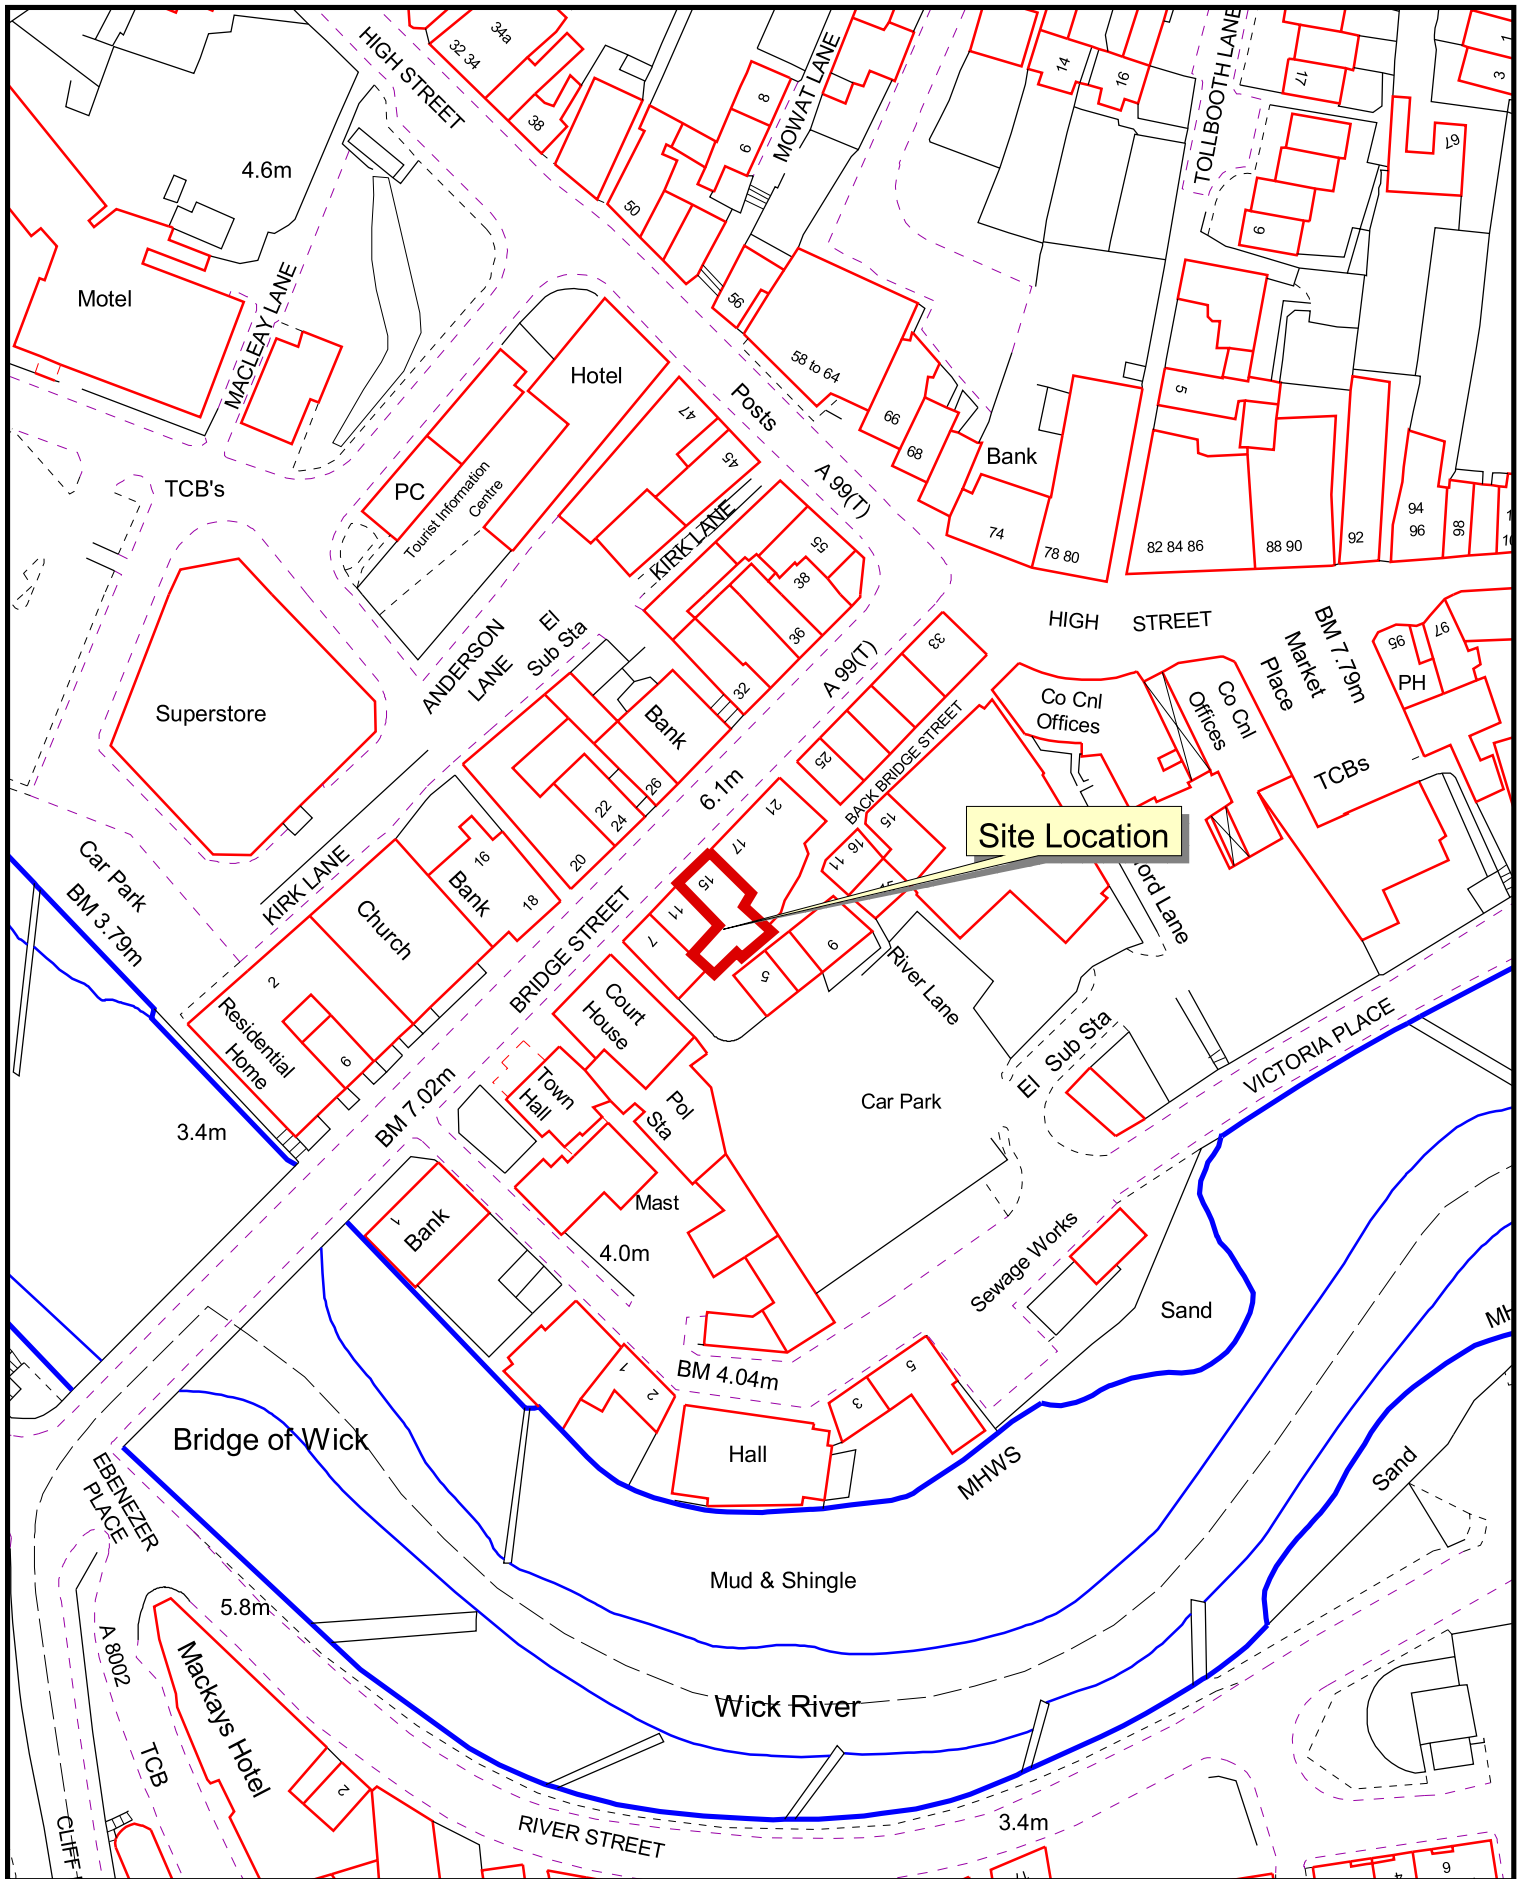 HIGH STREET
34a
32 34
38
50
56
8
6
MOWAT LANE
14
16
TOLLBOOTH LANE
17
1
3
67
6
4.6m
Motel
MACLEAY LANE
Hotel
58 to 64
66
68
Bank
74
78 80
5
82 84 86
88 90
92
94
96
98
Posts
A 99(T)
47
45
PC
Tourist Information
Centre
TCB's
KIRK LANE
55
38
36
32
El
Sub Sta
ANDERSON
LANE
HIGH STREET
BM 7.79m
Market
Place
95
97
PH
Superstore
A 99(T)
33
25
Bank
26
22
24
20
6.1m
BACK BRIDGE STREET
Co Cnl
Offices
Co Cnl
Offices
TCBs
21
17
15
11
7
15
16
11
Site Location
ord Lane
Car Park
BM 3.79m
KIRK LANE
16
Bank
18
Church
BRIDGE STREET
9
5
River Lane
2
Residential
Home
6
Court
House
El Sub Sta
VICTORIA PLACE
Town
Hall
Pol
Sta
Car Park
BM 7.02m
3.4m
Mast
1
Bank
4.0m
Sewage Works
Sand
MH
BM 4.04m
1
2
3
5
Hall
MHWS
Sand
Bridge of Wick
EBENEZER
PLACE
Mud & Shingle
5.8m
A 8002
Mackays Hotel
Wick River
TCB
2
CLIFF
RIVER STREET
3.4m
4
6